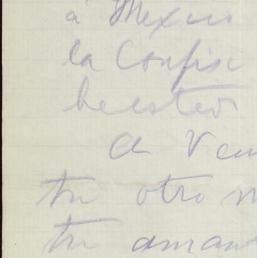 à Mexico
la Confis
a Ven
tu otro
tu aman